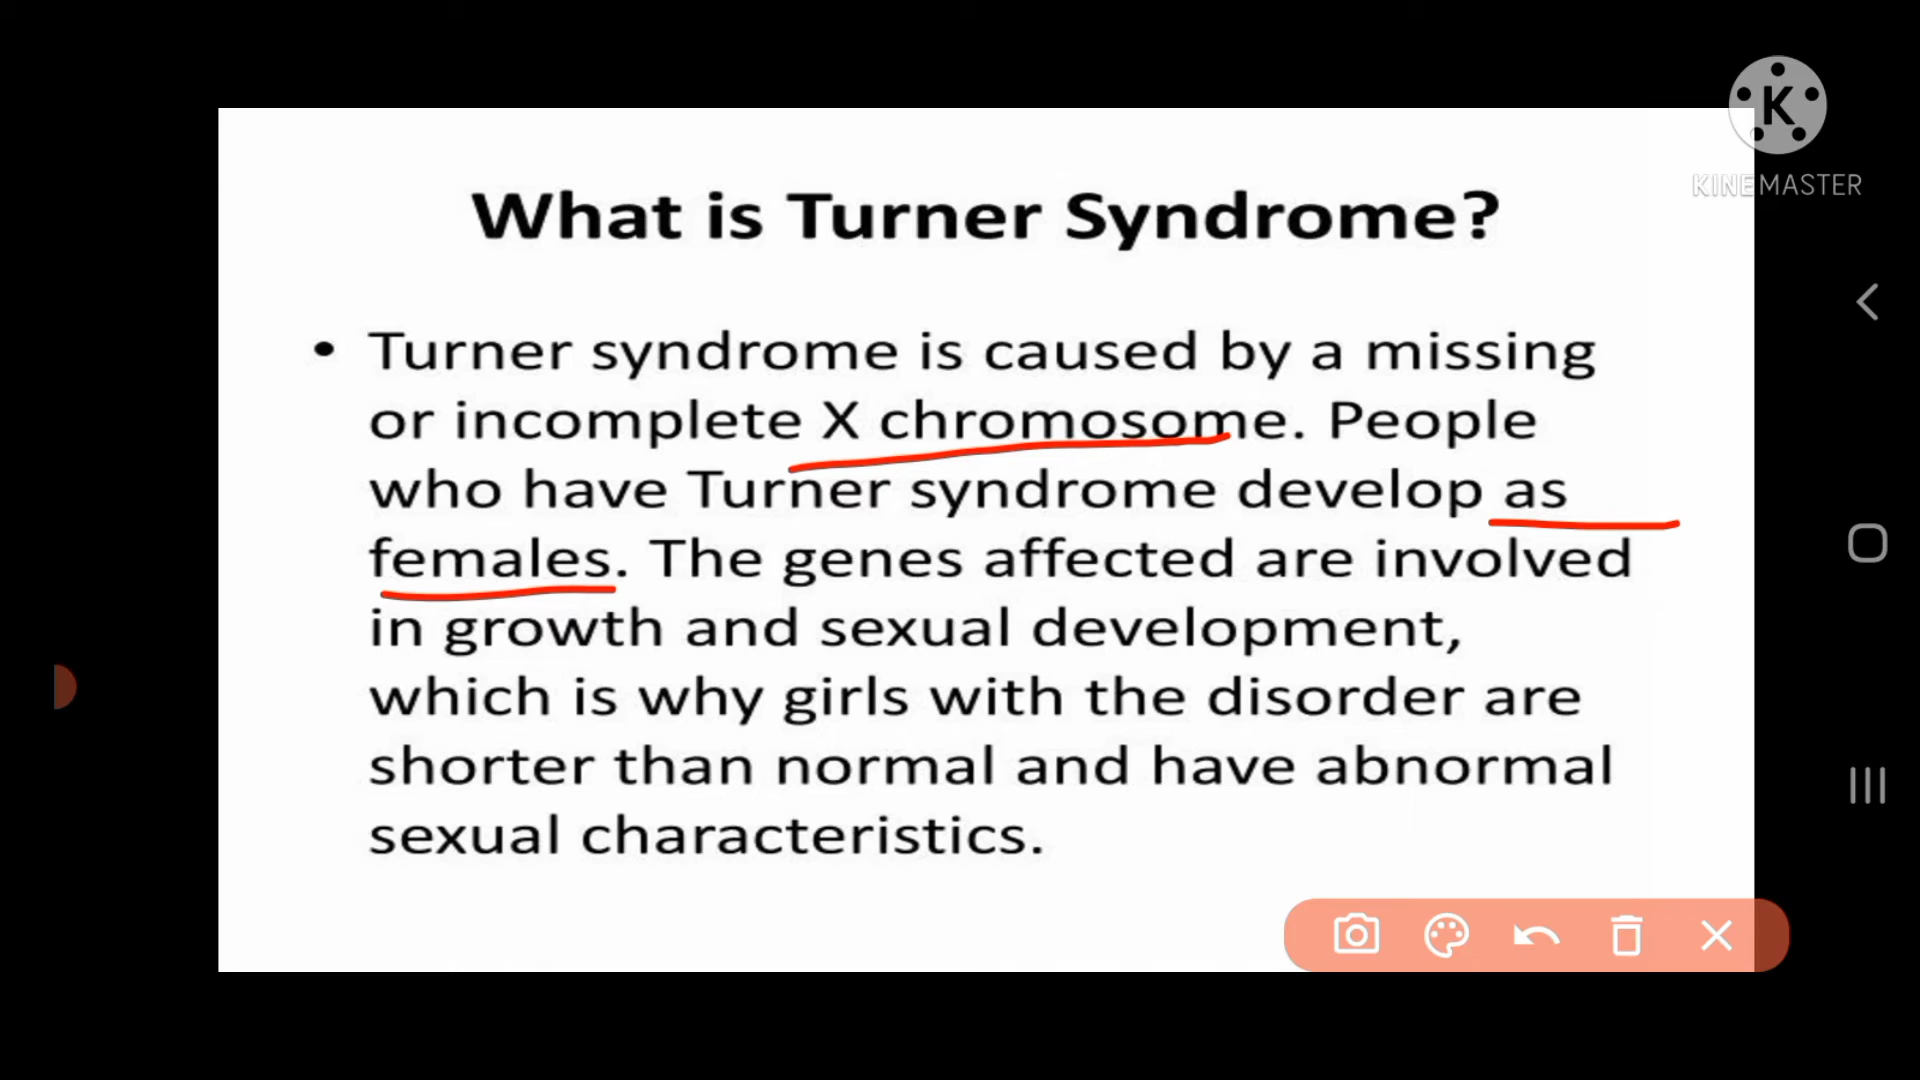 K
KINEMASTER
What is Turner Syndrome?
• Turner syndrome is caused by a missing
or incomplete X chromosome. People
who have Turner syndrome develop as
females. The genes affected are involved
in growth and sexual development,
which is why girls with the disorder are
shorter than normal and have abnormal
sexual characteristics.